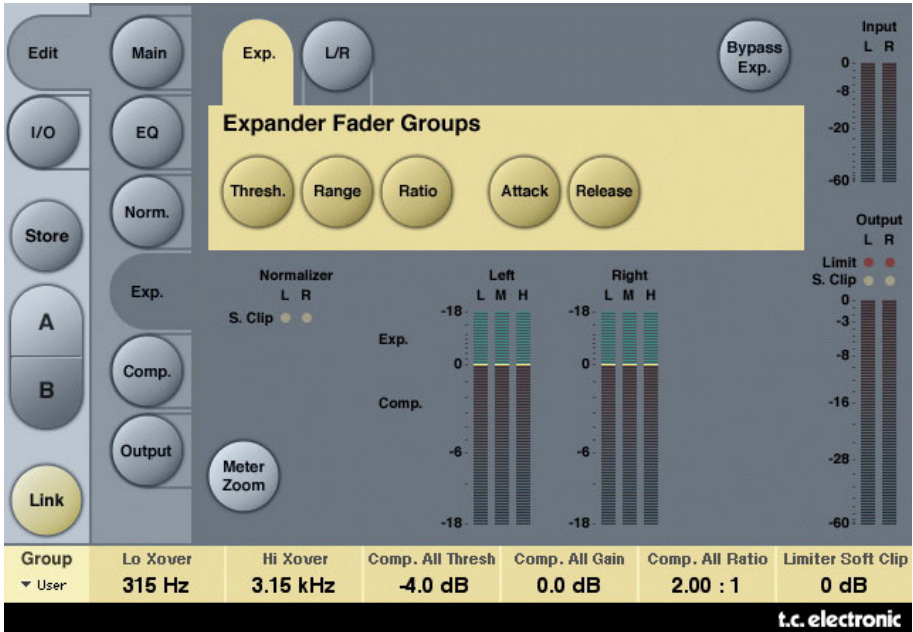 Edit
I/O
Store
A
B
Link
Main
EQ
Norm.
Exp.
Comp.
Output
Exp.
L/R
Bypass
Exp.
Expander Fader Groups
Thresh.
Range
Ratio
Attack
Release
Normalizer
L R
S. Clip
Exp.
Comp.
Left
L M H
-18
0
-6
-18
Right
L M H
-18
0
-6
-18
Meter
Zoom
Input
L R
0
-8
-20
-60
Output
L R
Limit
S. Clip
0
-3
-8
-16
-28
-60
Group
User
Lo Xover
315 Hz
Hi Xover
3.15 kHz
Comp. All Thresh
-4.0 dB
Comp. All Gain
0.0 dB
Comp. All Ratio
2.00 : 1
Limiter Soft Clip
0 dB
t.c. electronic